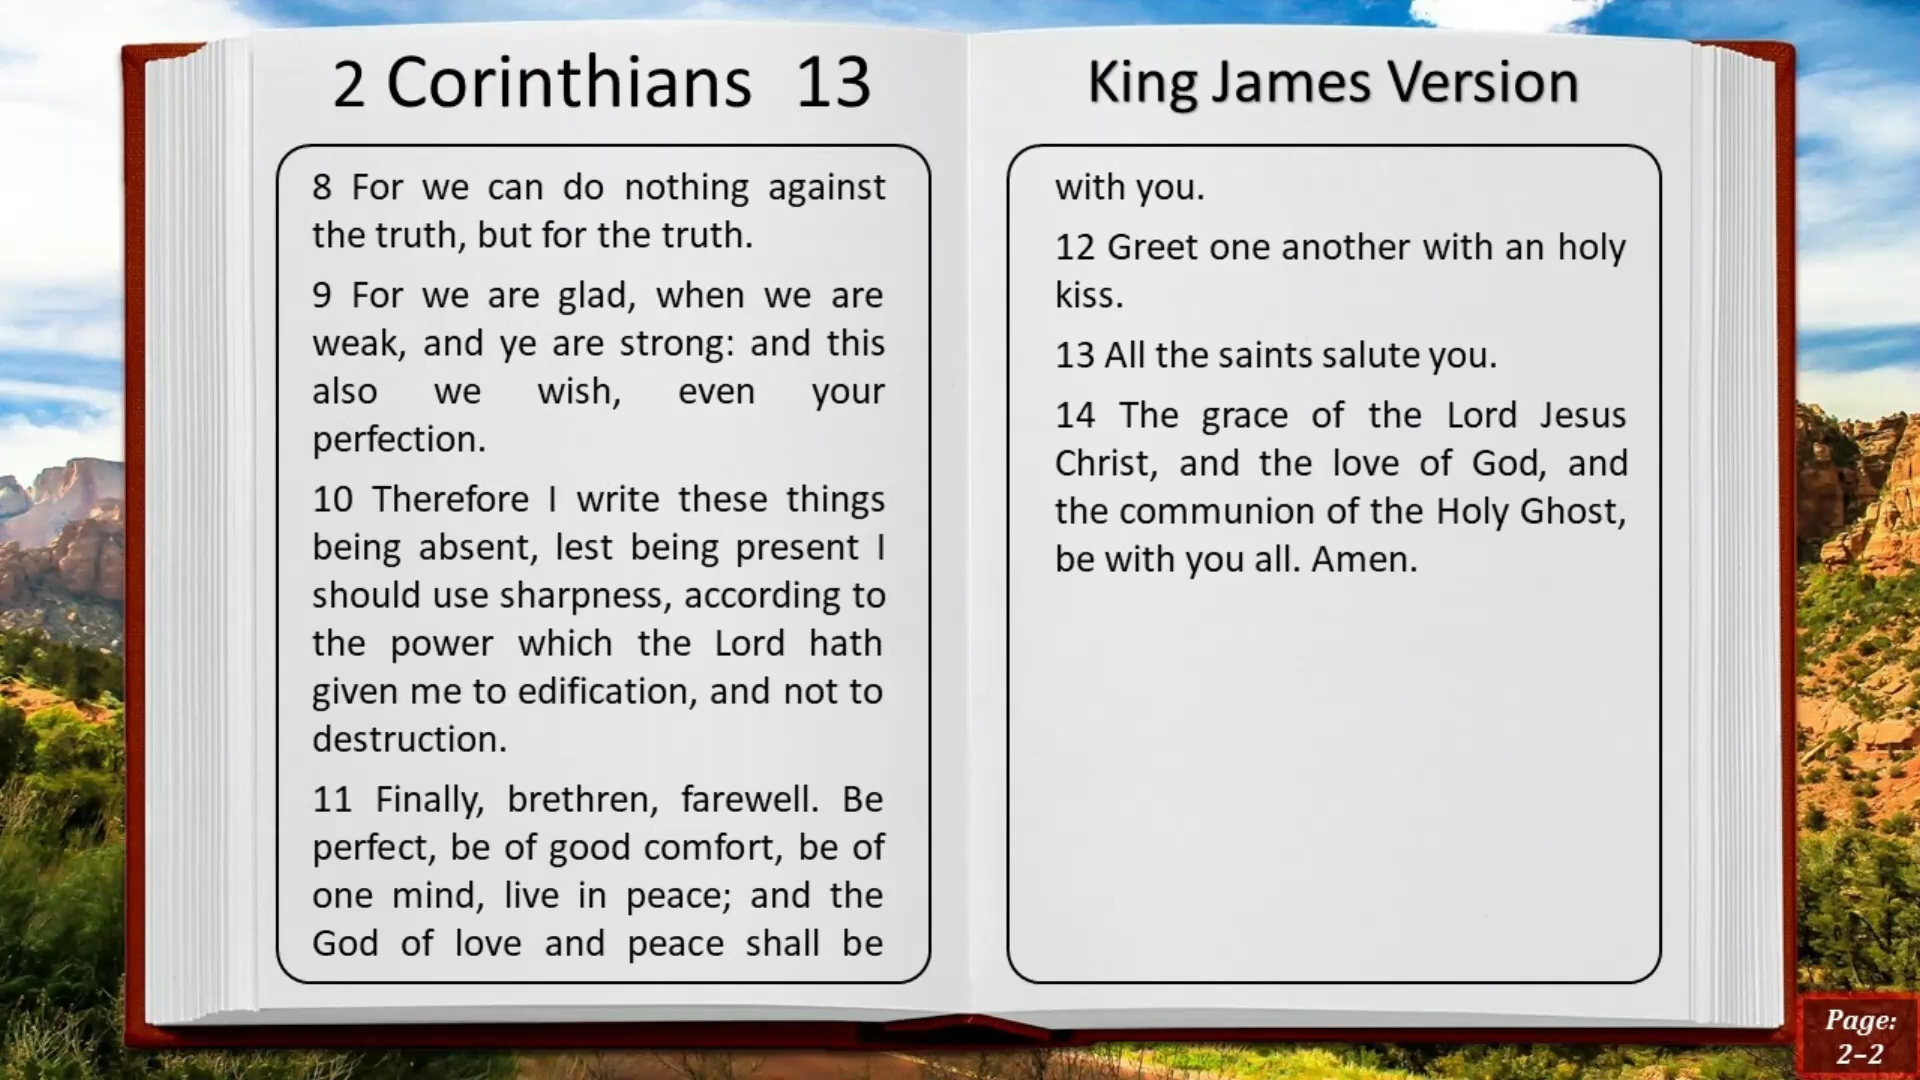 2 Corinthians 13
8 For we can do nothing against
the truth, but for the truth.
9 For we are glad, when we are
weak, and ye are strong: and this
also we wish, even your
perfection.
10 Therefore I write these things
being absent, lest being present I
should use sharpness, according to
the power which the Lord hath
given me to edification, and not to
destruction.
11 Finally, brethren, farewell. Be
perfect, be of good comfort, be of
one mind, live in peace; and the
God of love and peace shall be
King James Version
with you.
12 Greet one another with an holy
kiss.
13 All the saints salute you.
14 The grace of the Lord Jesus
Christ, and the love of God, and
the communion of the Holy Ghost,
be with you all. Amen.
Page:
2–2